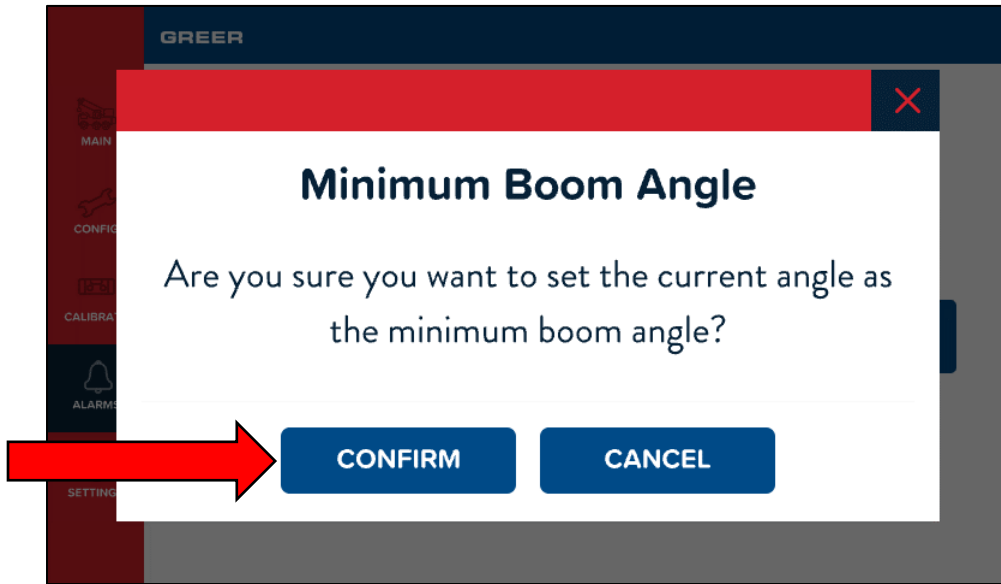 GREER
MAIN
CONFIG
CALIBRAT
ALARMS
SETTING
Minimum Boom Angle
Are you sure you want to set the current angle as
the minimum boom angle?
CONFIRM
CANCEL